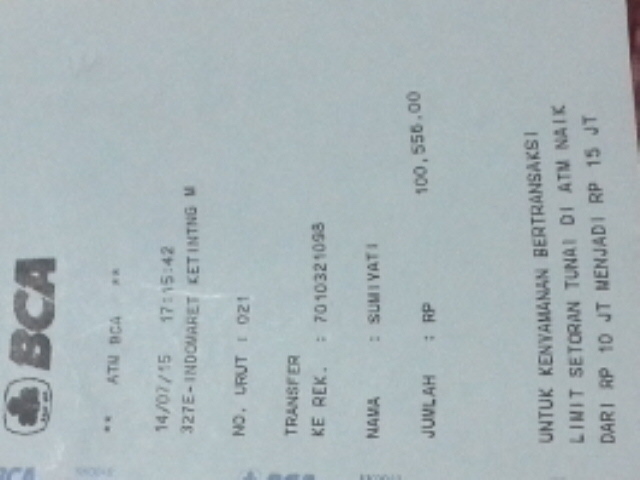 BCA
** ATM BCA **
14/07/15 17:15:42
327E-INDOMARET KETINTNG M
NO. URUT : 021
TRANSFER
KE REK. : 7010321098
NAMA : SUMIYATI
JUMLAH : RP 100,556.00
UNTUK KENYAMANAN BERTRANSAKSI
LIMIT SETORAN TUNAI DI ATM NAIK
DARI RP 10 JT MENJADI RP 15 JT